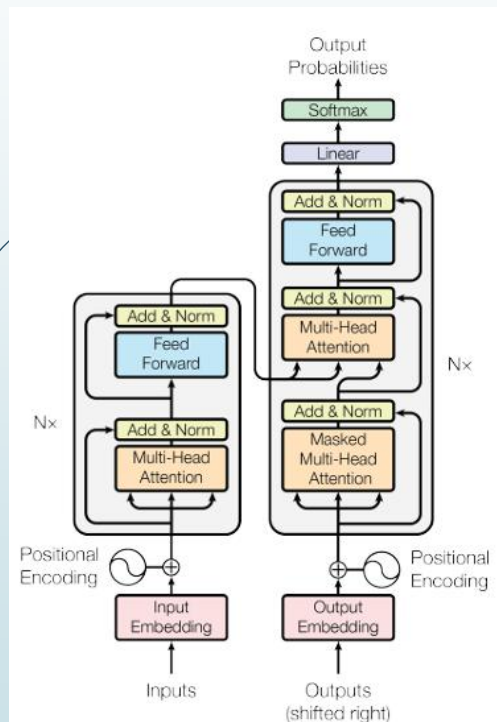 Output
Probabilities
Softmax
Linear
Add & Norm
Feed
Forward
Add & Norm
Multi-Head
Attention
Add & Norm
Masked
Multi-Head
Attention
Nx
Add & Norm
Feed
Forward
Add & Norm
Multi-Head
Attention
Nx
Positional
Encoding
Positional
Encoding
Input
Embedding
Output
Embedding
Inputs
Outputs
(shifted right)